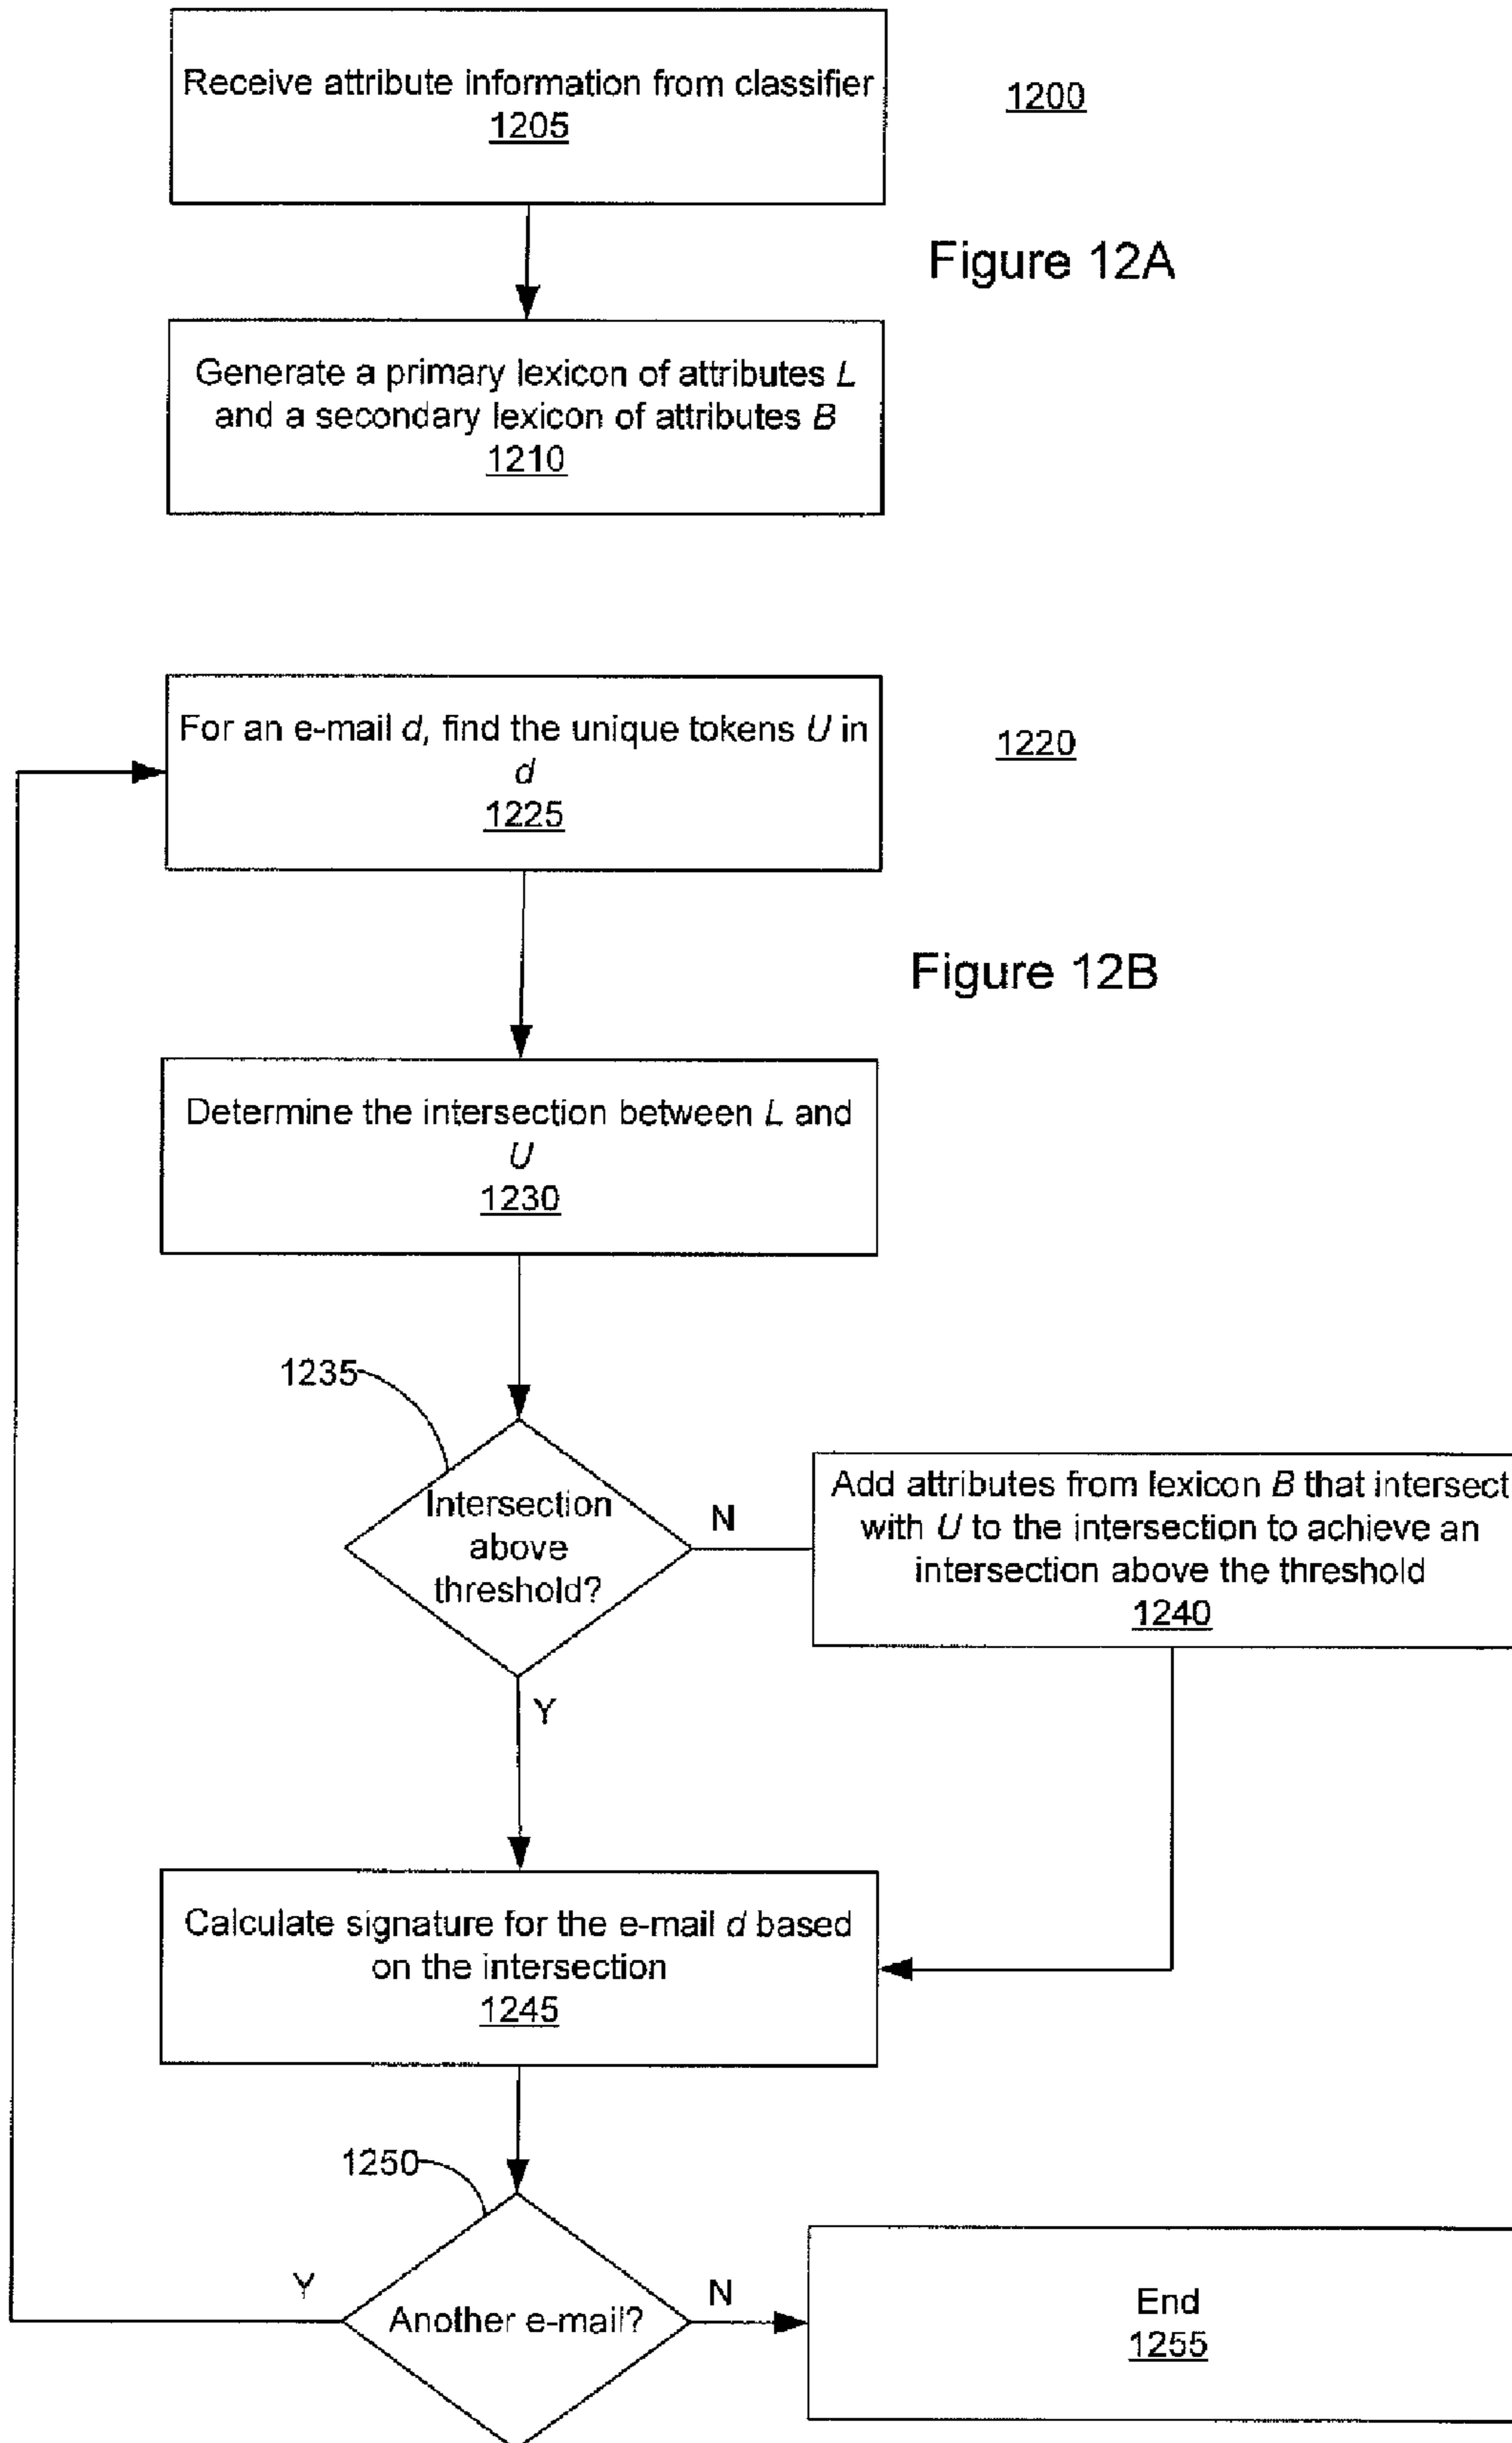 Receive attribute information from classifier
1205
1200
Figure 12A
Generate a primary lexicon of attributes L
and a secondary lexicon of attributes B
1210
For an e-mail d, find the unique tokens U in
d
1225
1220
Figure 12B
Determine the intersection between L and
U
1230
1235
Intersection
above
threshold?
N
Y
Add attributes from lexicon B that intersect
with U to the intersection to achieve an
intersection above the threshold
1240
Calculate signature for the e-mail d based
on the intersection
1245
1250
Another e-mail?
Y
N
End
1255